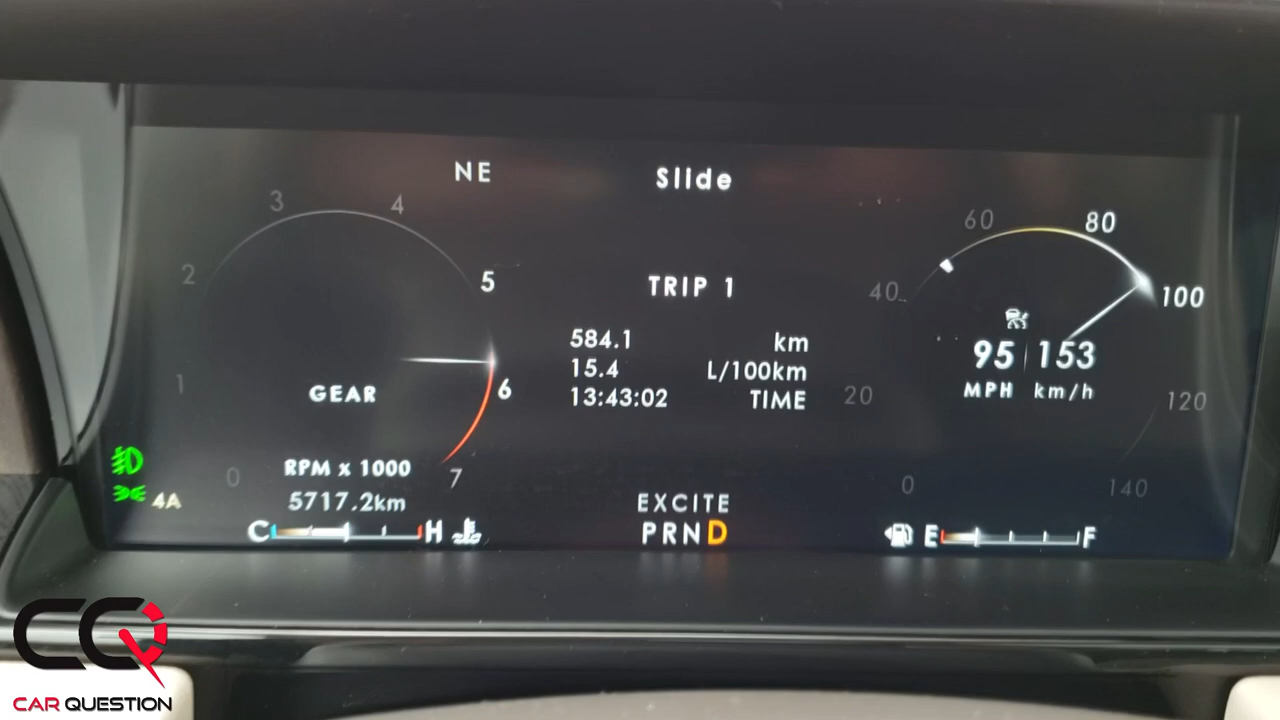 NE
Slide
3
4
60
80
2
5
TRIP 1
40
100
584.1 km
15.4 L/100km
13:43:02 TIME
95 153
MPH km/h
1
GEAR
6
20
120
RPM x 1000
0
7
0
140
4A
5717.2km
EXCITE
C H
PRND
E F
CQ
CAR QUESTION